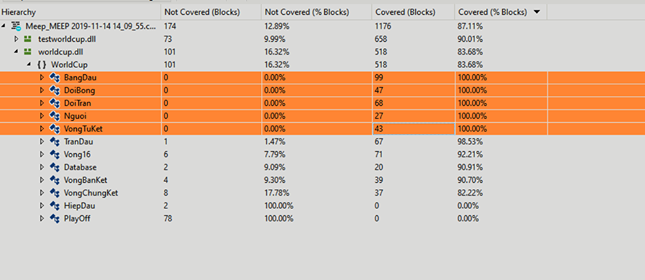 Hierarchy Not Covered (Blocks) Not Covered (% Blocks) Covered (Blocks) Covered (% Blocks)
Meep_MEEP 2019-11-14 14_09_55.c... 174 12.89% 1176 87.11%
testworldcup.dll 73 9.99% 658 90.01%
worldcup.dll 101 16.32% 518 83.68%
{ } WorldCup 101 16.32% 518 83.68%
BangDau 0 0.00% 99 100.00%
DoiBong 0 0.00% 47 100.00%
DoiTran 0 0.00% 68 100.00%
Nguoi 0 0.00% 27 100.00%
VongTuKet 0 0.00% 43 100.00%
TranDau 1 1.47% 67 98.53%
Vong16 6 7.79% 71 92.21%
Database 2 9.09% 20 90.91%
VongBanKet 4 9.30% 39 90.70%
VongChungKet 8 17.78% 37 82.22%
HiepDau 2 100.00% 0 0.00%
PlayOff 78 100.00% 0 0.00%